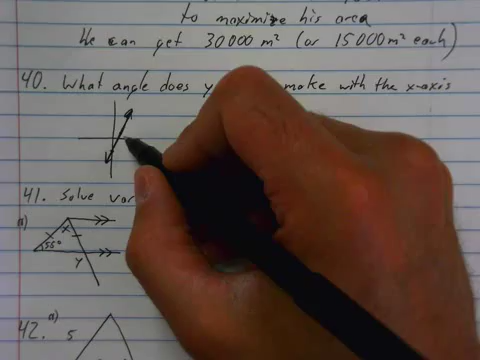 to maximize his area
He can get 30000 m² (or 15000 m² each)
40. What angle does y make with the x-axis
41. Solve
a)
x
55°
y
42. a)
5